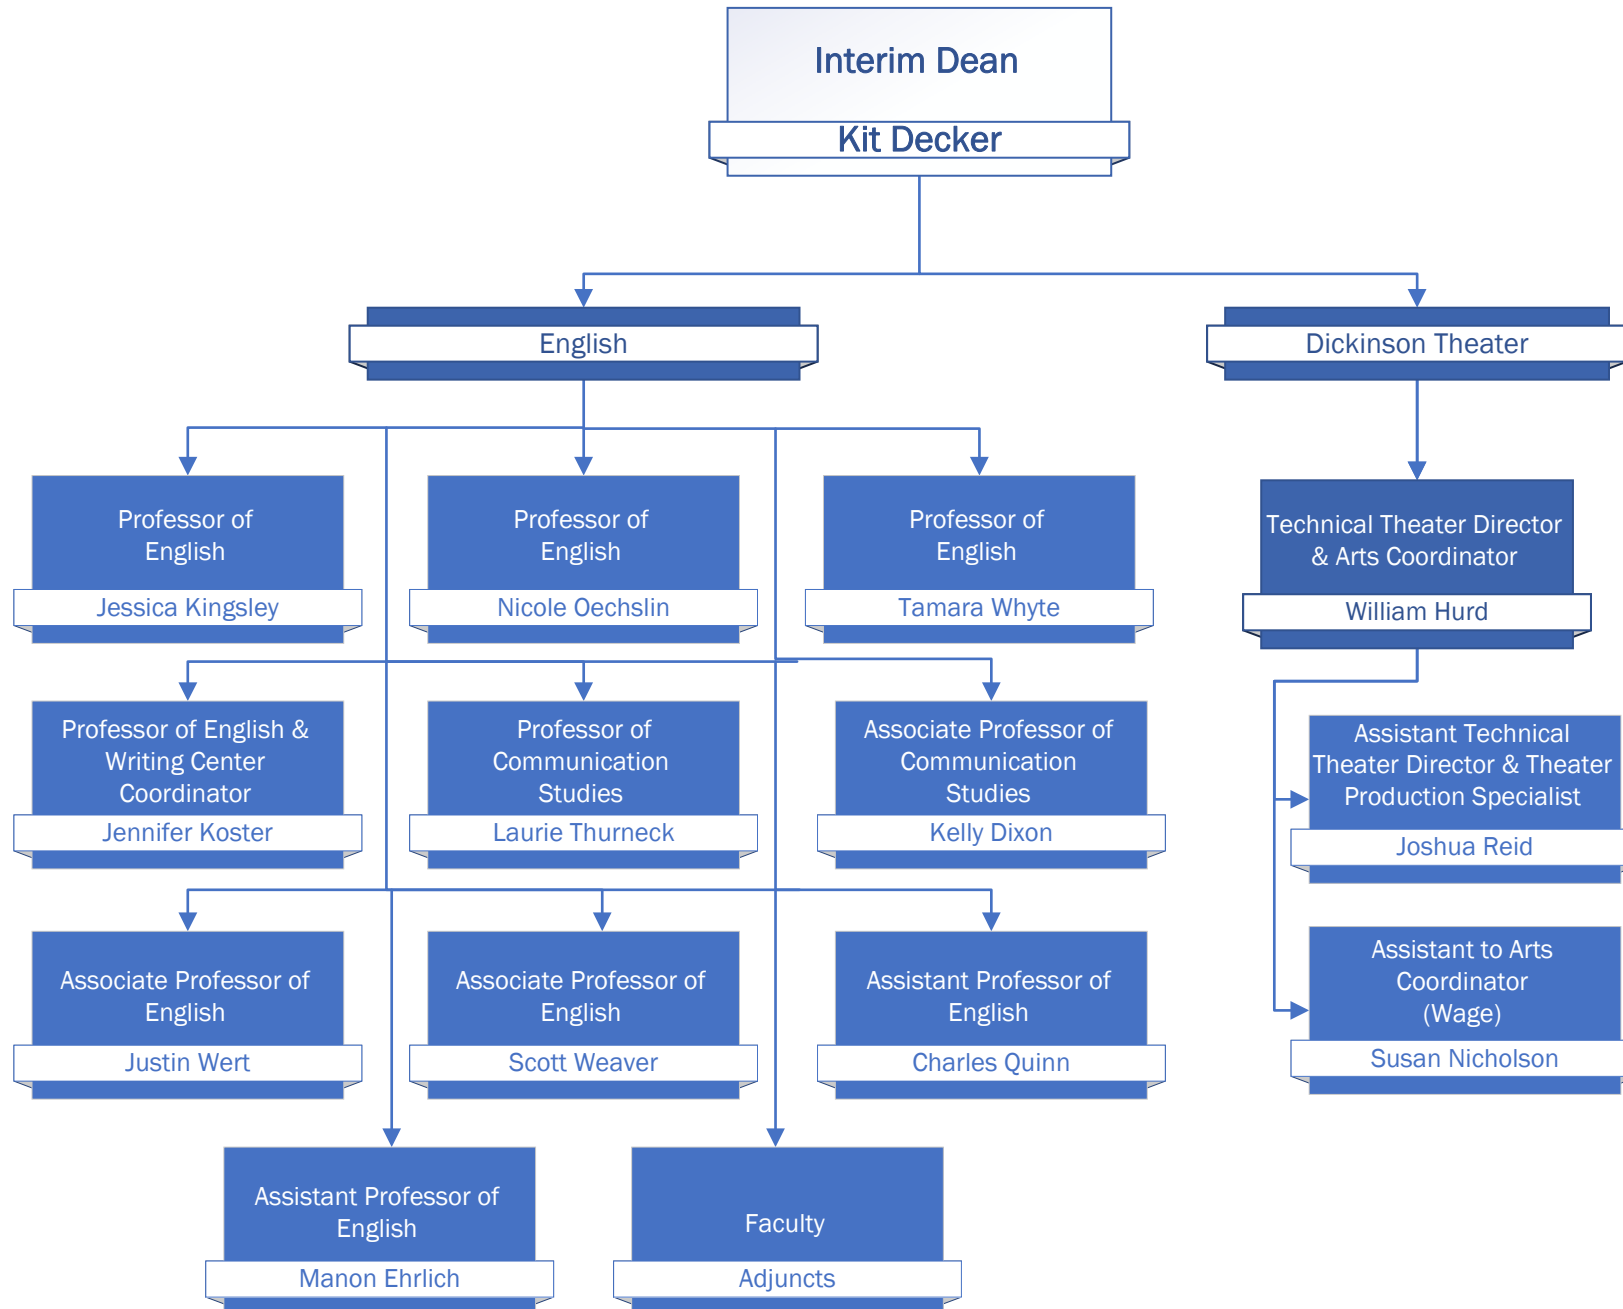 Interim Dean
Kit Decker
English
Dickinson Theater
Professor of
English
Jessica Kingsley
Professor of
English
Nicole Oechslin
Professor of
English
Tamara Whyte
Technical Theater Director
& Arts Coordinator
William Hurd
Professor of English &
Writing Center
Coordinator
Jennifer Koster
Professor of
Communication
Studies
Laurie Thurneck
Associate Professor of
Communication
Studies
Kelly Dixon
Assistant Technical
Theater Director & Theater
Production Specialist
Joshua Reid
Associate Professor of
English
Justin Wert
Associate Professor of
English
Scott Weaver
Assistant Professor of
English
Charles Quinn
Assistant to Arts
Coordinator
(Wage)
Susan Nicholson
Assistant Professor of
English
Manon Ehrlich
Faculty
Adjuncts